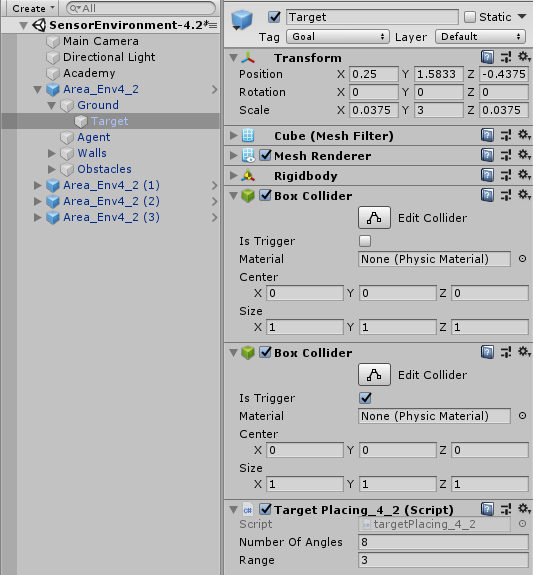 Create All
SensorEnvironment-4.2*
Main Camera
Directional Light
Academy
Area_Env4_2
Ground
Target
Agent
Walls
Obstacles
Area_Env4_2 (1)
Area_Env4_2 (2)
Area_Env4_2 (3)
Target Static
Tag Goal Layer Default
Transform
Position X 0.25 Y 1.5833 Z -0.4375
Rotation X 0 Y 0 Z 0
Scale X 0.0375 Y 3 Z 0.0375
Cube (Mesh Filter)
Mesh Renderer
Rigidbody
Box Collider
Edit Collider
Is Trigger
Material None (Physic Material)
Center
X 0 Y 0 Z 0
Size
X 1 Y 1 Z 1
Box Collider
Edit Collider
Is Trigger
Material None (Physic Material)
Center
X 0 Y 0 Z 0
Size
X 1 Y 1 Z 1
Target Placing_4_2 (Script)
Script targetPlacing_4_2
Number Of Angles 8
Range 3